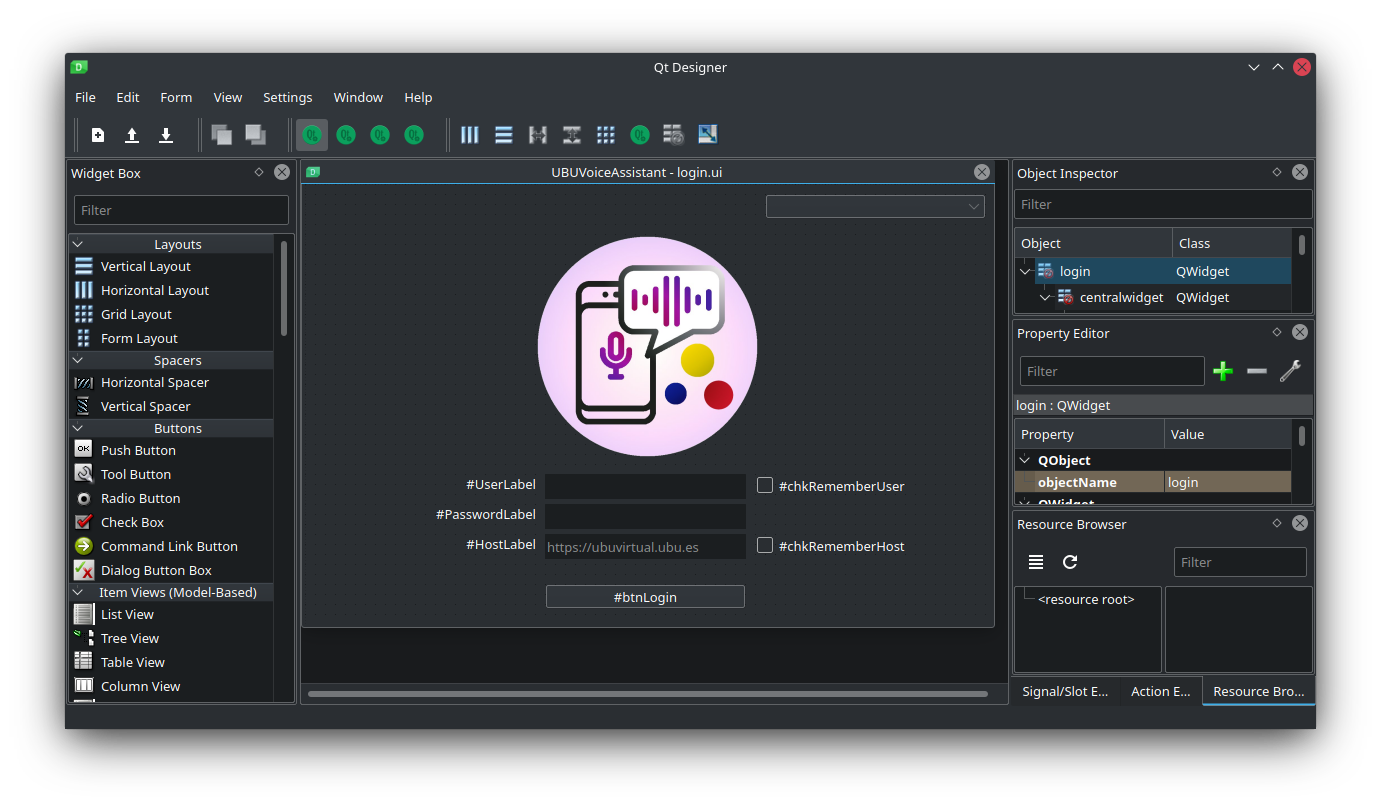 Qt Designer
File Edit Form View Settings Window Help
Widget Box
Filter
Layouts
Vertical Layout
Horizontal Layout
Grid Layout
Form Layout
Spacers
Horizontal Spacer
Vertical Spacer
Buttons
OK Push Button
Tool Button
Radio Button
Check Box
Command Link Button
Dialog Button Box
Item Views (Model-Based)
List View
Tree View
Table View
Column View
UBUVoiceAssistant - login.ui
#UserLabel
#chkRememberUser
#PasswordLabel
#HostLabel https://ubuvirtual.ubu.es
#chkRememberHost
#btnLogin
Object Inspector
Filter
Object Class
login QWidget
centralwidget QWidget
Property Editor
Filter
login : QWidget
Property Value
QObject
objectName login
QWidget
Resource Browser
Filter
<resource root>
Signal/Slot E... Action E... Resource Bro...